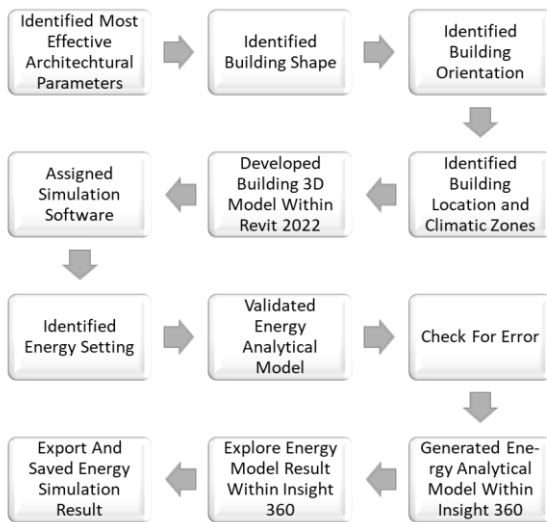 Identified Most
Effective
Architechtural
Parameters
Identified
Building Shape
Identified
Building
Orientation
Identified
Building
Location and
Climatic Zones
Developed
Building 3D
Model Within
Revit 2022
Assigned
Simulation
Software
Identified
Energy Setting
Validated
Energy
Analytical
Model
Check For Error
Generated Ene-
rgy Analytical
Model Within
Insight 360
Explore Energy
Model Result
Within Insight
360
Export And
Saved Energy
Simulation
Result